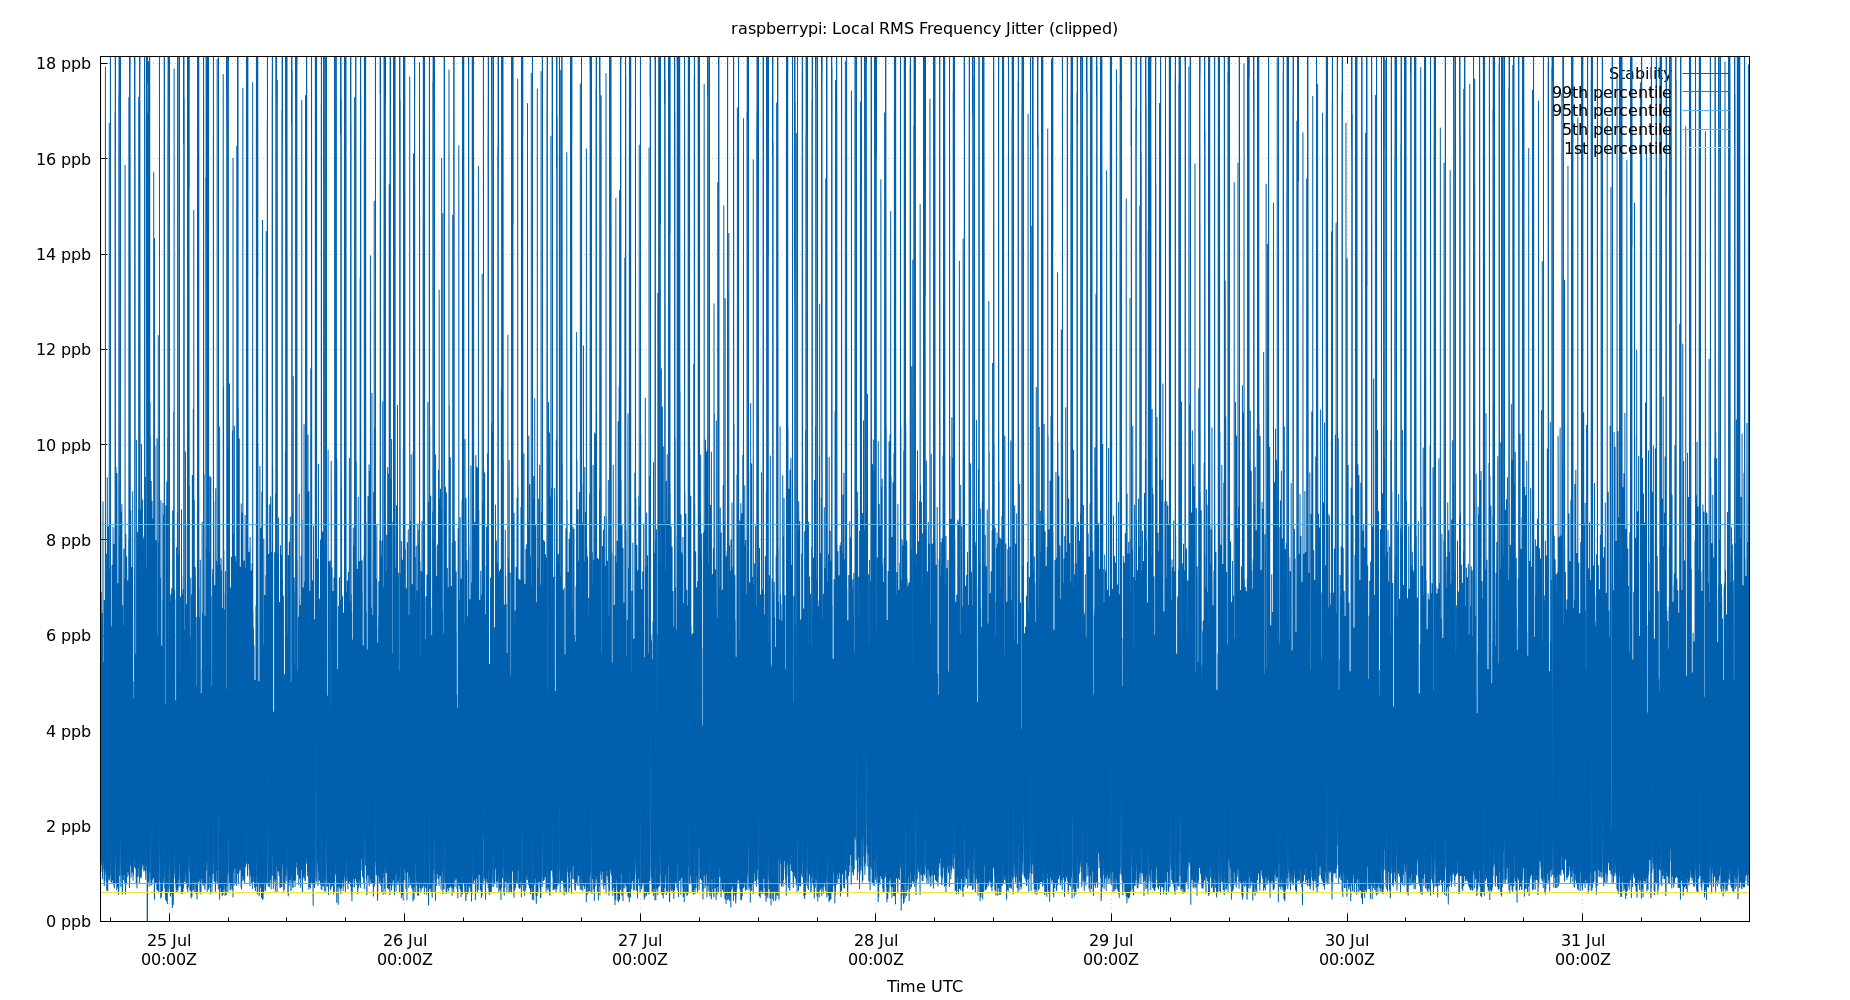 raspberrypi: Local RMS Frequency Jitter (clipped)
18 ppb
16 ppb
14 ppb
12 ppb
10 ppb
8 ppb
6 ppb
4 ppb
2 ppb
0 ppb
Stability
99th percentile
95th percentile
5th percentile
1st percentile
25 Jul
00:00Z
26 Jul
00:00Z
27 Jul
00:00Z
28 Jul
00:00Z
29 Jul
00:00Z
30 Jul
00:00Z
31 Jul
00:00Z
Time UTC